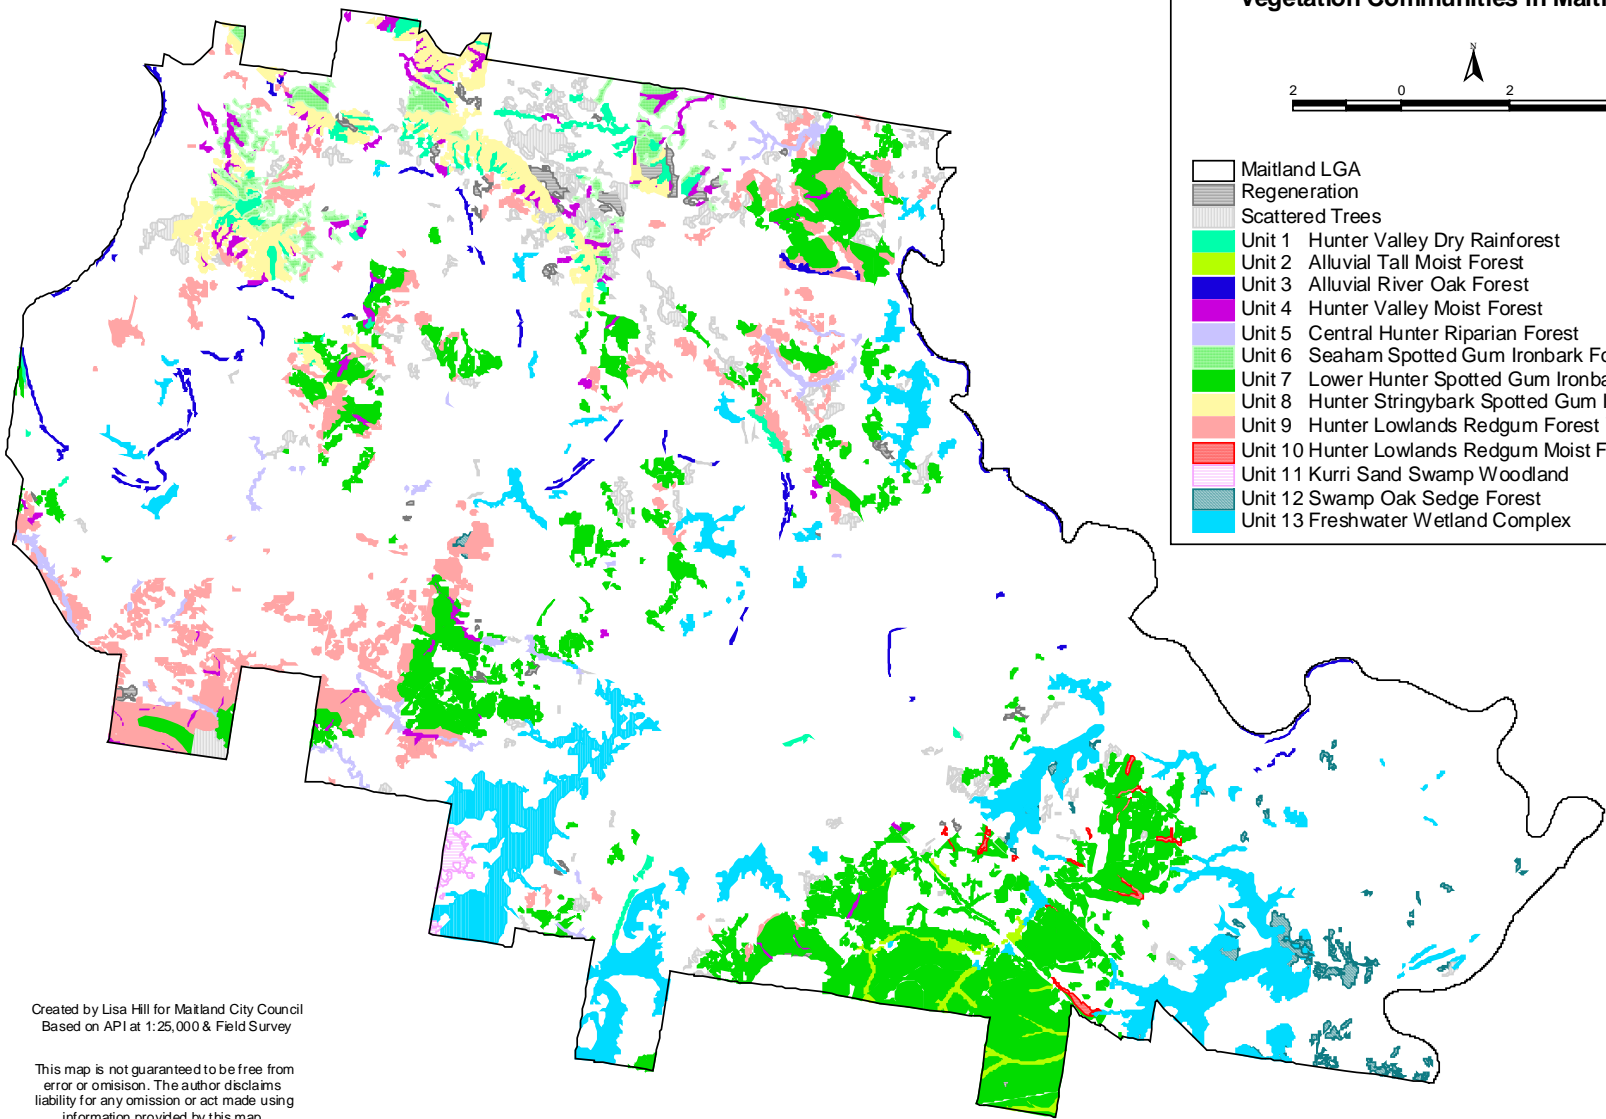 Vegetation Communities in Maitl
N
2 0 2
Maitland LGA
Regeneration
Scattered Trees
Unit 1 Hunter Valley Dry Rainforest
Unit 2 Alluvial Tall Moist Forest
Unit 3 Alluvial River Oak Forest
Unit 4 Hunter Valley Moist Forest
Unit 5 Central Hunter Riparian Forest
Unit 6 Seaham Spotted Gum Ironbark Fo
Unit 7 Lower Hunter Spotted Gum Ironba
Unit 8 Hunter Stringybark Spotted Gum
Unit 9 Hunter Lowlands Redgum Forest
Unit 10 Hunter Lowlands Redgum Moist F
Unit 11 Kurri Sand Swamp Woodland
Unit 12 Swamp Oak Sedge Forest
Unit 13 Freshwater Wetland Complex
Created by Lisa Hill for Maitland City Council
Based on API at 1:25,000 & Field Survey
This map is not guaranteed to be free from
error or omisison. The author disclaims
liability for any omission or act made using
information provided by this map